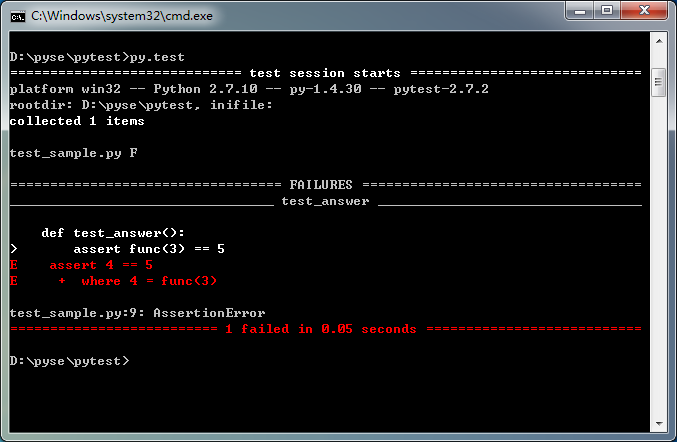 C:\Windows\system32\cmd.exe
D:\pyse\pytest>py.test
============================= test session starts =============================
platform win32 -- Python 2.7.10 -- py-1.4.30 -- pytest-2.7.2
rootdir: D:\pyse\pytest, inifile:
collected 1 items
test_sample.py F
================================== FAILURES ===================================
_________________________________ test_answer _________________________________
    def test_answer():
>       assert func(3) == 5
E    assert 4 == 5
E     +  where 4 = func(3)
test_sample.py:9: AssertionError
========================== 1 failed in 0.05 seconds ===========================
D:\pyse\pytest>